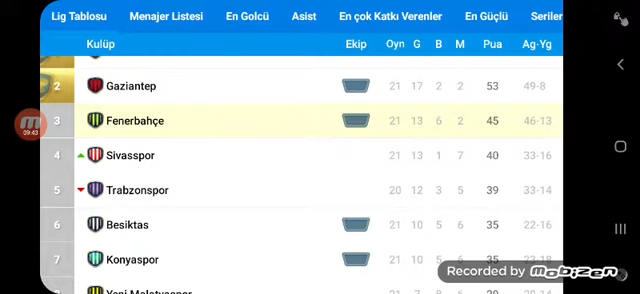 Lig Tablosu Menajer Listesi En Golcü Asist En çok Katkı Verenler En Güçlü Seriler
Kulüp Ekip Oyn G B M Pua Ag-Yg
2 Gaziantep 21 17 2 2 53 49-8
3 Fenerbahçe 21 13 6 2 45 46-13
4 Sivasspor 21 13 1 7 40 33-16
5 Trabzonspor 20 12 3 5 39 33-14
6 Besiktas 21 10 5 6 35 22-16
7 Konyaspor 21 10 5 6 35 23-18
09:43
Recorded by Mobizen
Yeni Malatyaspor